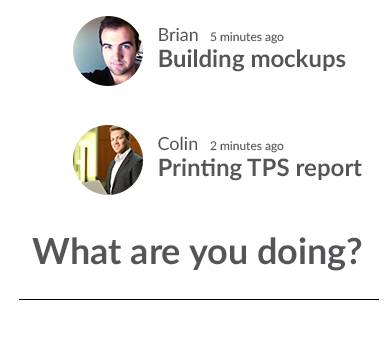 Brian 5 minutes ago
Building mockups
Colin 2 minutes ago
Printing TPS report
What are you doing?